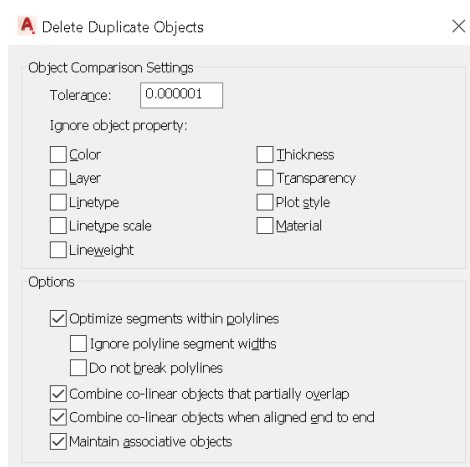 A Delete Duplicate Objects
Object Comparison Settings
Tolerance: 0.000001
Ignore object property:
Color Thickness
Layer Transparency
Linetype Plot style
Linetype scale Material
Lineweight
Options
Optimize segments within polylines
Ignore polyline segment widths
Do not break polylines
Combine co-linear objects that partially overlap
Combine co-linear objects when aligned end to end
Maintain associative objects